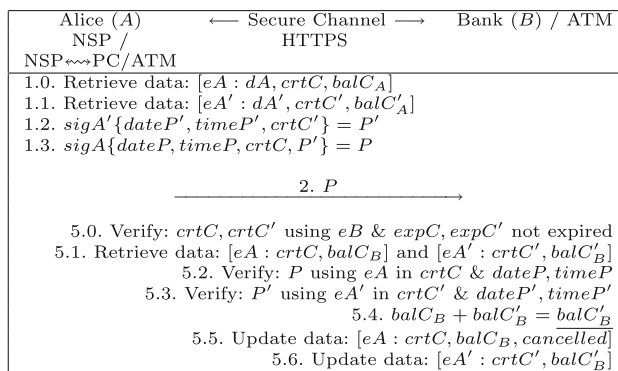 Alice (A) ⟵ Secure Channel ⟶ Bank (B) / ATM
NSP / HTTPS
NSP⇝PC/ATM
1.0. Retrieve data: [eA : dA, crtC, balC_A]
1.1. Retrieve data: [eA′ : dA′, crtC′, balC′_A]
1.2. sigA′{dateP′, timeP′, crtC′} = P′
1.3. sigA{dateP, timeP, crtC, P′} = P
2. P
5.0. Verify: crtC, crtC′ using eB & expC, expC′ not expired
5.1. Retrieve data: [eA : crtC, balC_B] and [eA′ : crtC′, balC′_B]
5.2. Verify: P using eA in crtC & dateP, timeP
5.3. Verify: P′ using eA′ in crtC′ & dateP′, timeP′
5.4. balC_B + balC′_B = balC′_B
5.5. Update data: [eA : crtC, balC_B, cancelled]
5.6. Update data: [eA′ : crtC′, balC′_B]